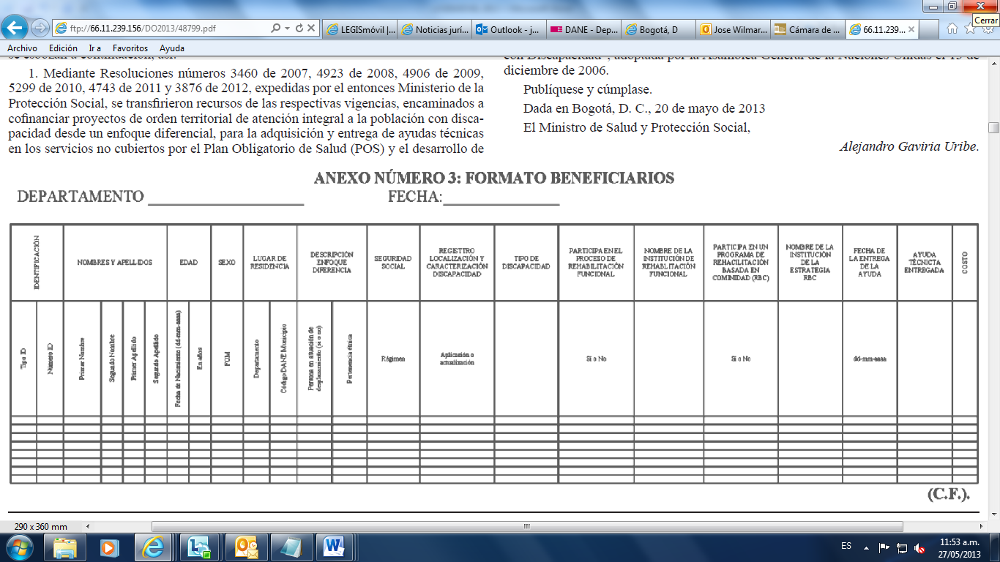 Cerrar
ftp://66.11.239.156/DO2013/48799.pdf
LEGISmóvil |...
Noticias jurí...
Outlook - j...
DANE - Dep...
Bogotá, D
Jose Wilmar...
Cámara de ...
66.11.239...
Archivo Edición Ir a Favoritos Ayuda
se esbozan a continuación, así:
1. Mediante Resoluciones números 3460 de 2007, 4923 de 2008, 4906 de 2009,
5299 de 2010, 4743 de 2011 y 3876 de 2012, expedidas por el entonces Ministerio de la
Protección Social, se transfirieron recursos de las respectivas vigencias, encaminados a
cofinanciar proyectos de orden territorial de atención integral a la población con disca-
pacidad desde un enfoque diferencial, para la adquisición y entrega de ayudas técnicas
en los servicios no cubiertos por el Plan Obligatorio de Salud (POS) y el desarrollo de
con Discapacidad", adoptada por la Asamblea General de la Naciones Unidas el 13 de
diciembre de 2006.
Publíquese y cúmplase.
Dada en Bogotá, D. C., 20 de mayo de 2013
El Ministro de Salud y Protección Social,
Alejandro Gaviria Uribe.
ANEXO NÚMERO 3: FORMATO BENEFICIARIOS
DEPARTAMENTO ____________________ FECHA:_______________
IDENTIFICACIÓN
NOMBRES Y APELLIDOS
EDAD
SEXO
LUGAR DE
RESIDENCIA
DESCRIPCIÓN
ENFOQUE
DIFERENCIA
SEGURIDAD
SOCIAL
REGISTTRO
LOCALIZACIÓN Y
CARACTERIZACIÓN
DISCAPACIDAD
TIPO DE
DISCAPACIDAD
PARTICIPA EN EL
PROCESO DE
REHABILITACIÓN
FUNCIONAL
NOMBRE DE LA
INSTITUCIÓN DE
REHABLITACIÓN
FUNCIONAL
PARTICIPA EN UN
PROGRAMA DE
REHACILITACIÓN
BASADA EN
COMINIDAD (RBC)
NOMBRE DE LA
INSTITUCIÓN
DE LA
ESTRATEGIA
RBC
FECHA DE
LA ENTREGA
DE LA
AYUDA
AYUDA
TÉCNICTA
ENTREGADA
COSTO
Tipo ID
Número ID
Primer Nombre
Segundo Nombre
Primer Apellido
Segundo Apellido
Fecha de Nacimiento (dd-mm-aaaa)
En años
FOM
Departamento
Código DANE Municipio
Persona en situación de
desplazamiento (si o no)
Pertenencia étnica
Régimen
Aplicación o
actualización
Si o No
Si o No
dd-mm-aaaa
(C.F.).
290 x 360 mm
ES
11:53 a.m.
27/05/2013